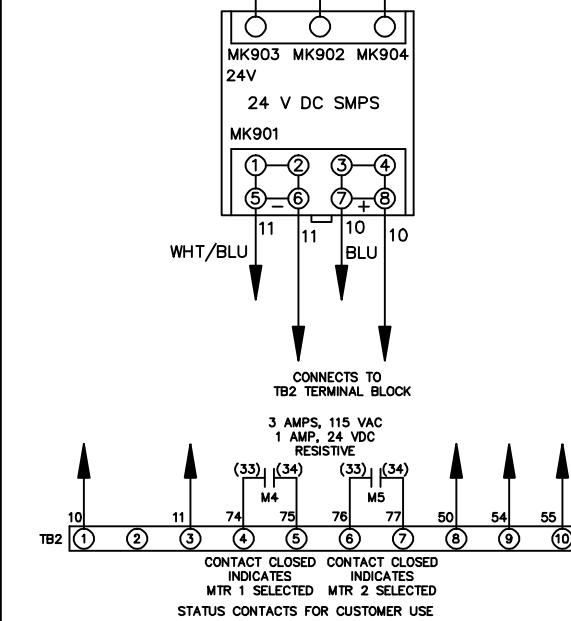 MK903 MK902 MK904
24V
24 V DC SMPS
MK901
1 2 3 4
5 - 6 7 + 8
11 11 10 10
WHT/BLU BLU
CONNECTS TO
TB2 TERMINAL BLOCK
3 AMPS, 115 VAC
1 AMP, 24 VDC
RESISTIVE
(33) (34) (33) (34)
M4 M5
10 11 74 75 76 77 50 54 55
TB2 1 2 3 4 5 6 7 8 9 10
CONTACT CLOSED CONTACT CLOSED
INDICATES INDICATES
MTR 1 SELECTED MTR 2 SELECTED
STATUS CONTACTS FOR CUSTOMER USE